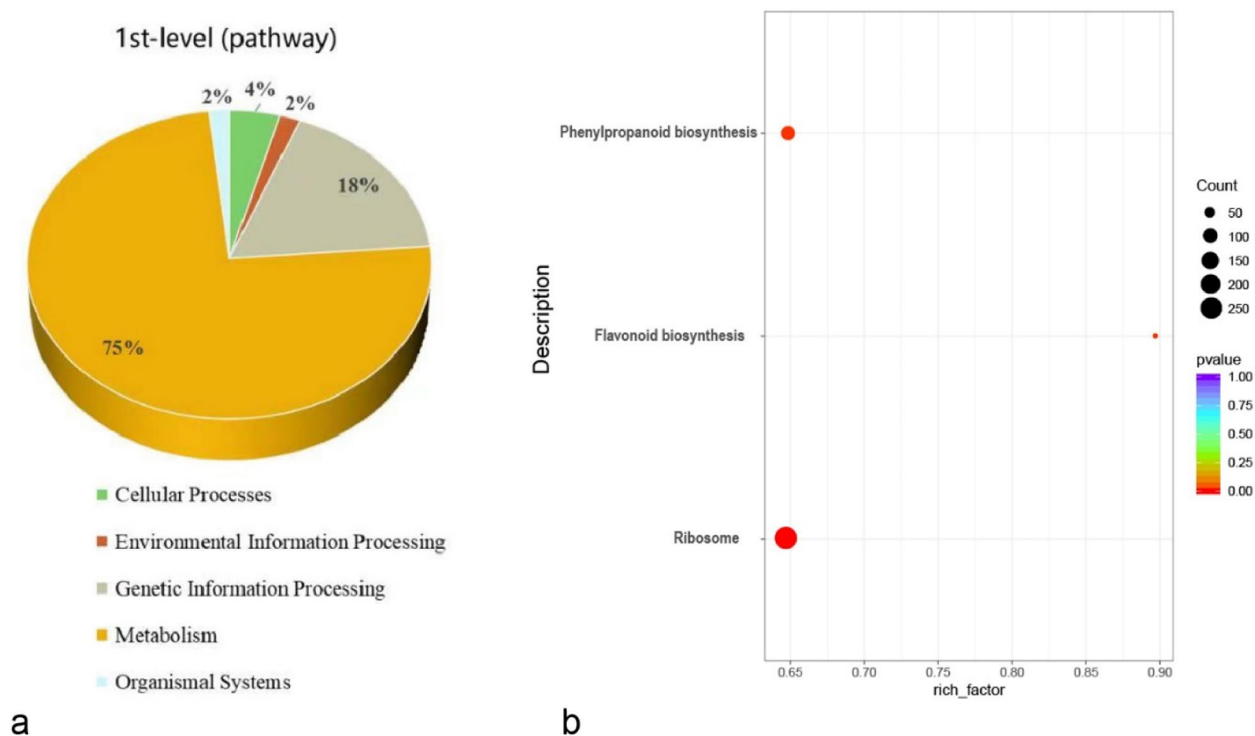 1st-level (pathway)
2%
4%
2%
18%
75%
Cellular Processes
Environmental Information Processing
Genetic Information Processing
Metabolism
Organismal Systems
a
Description
Phenylpropanoid biosynthesis
Flavonoid biosynthesis
Ribosome
0.65 0.70 0.75 0.80 0.85 0.90
rich_factor
Count
50
100
150
200
250
pvalue
1.00
0.75
0.50
0.25
0.00
b